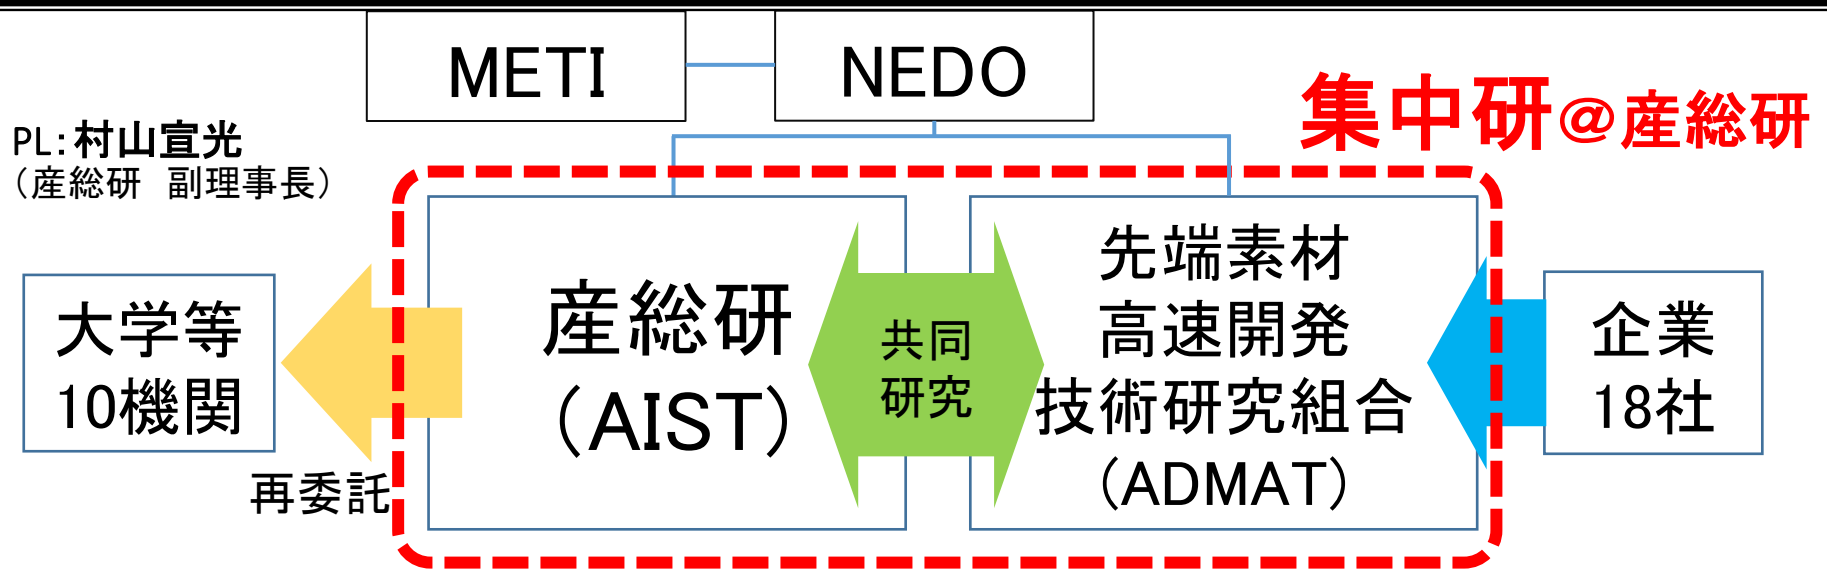 METI
NEDO
集中研@産総研
PL:村山宣光
(産総研 副理事長)
大学等
10機関
再委託
産総研
(AIST)
共同
研究
先端素材
高速開発
技術研究組合
(ADMAT)
企業
18社